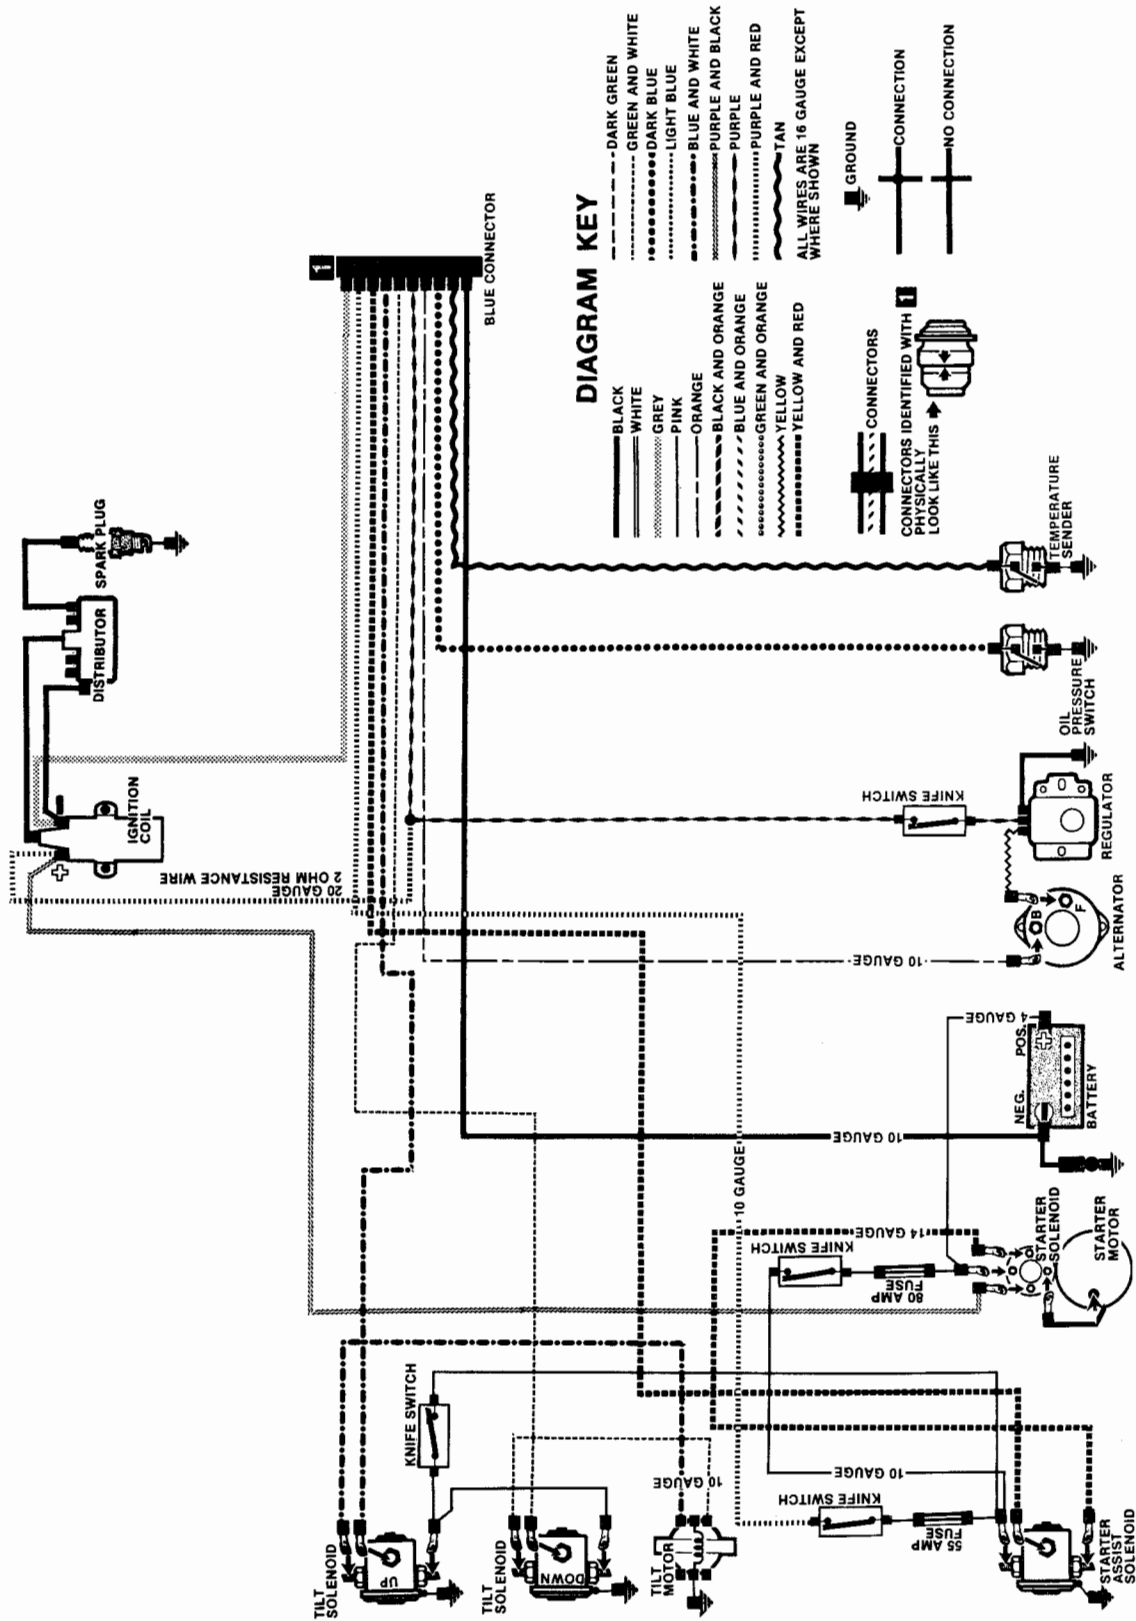 SPARK PLUG
DISTRIBUTOR
IGNITION
COIL
20 GAUGE
2 OHM RESISTANCE WIRE
1
BLUE CONNECTOR
DIAGRAM KEY
BLACK
WHITE
GREY
PINK
ORANGE
BLACK AND ORANGE
BLUE AND ORANGE
GREEN AND ORANGE
YELLOW
YELLOW AND RED
DARK GREEN
GREEN AND WHITE
DARK BLUE
LIGHT BLUE
BLUE AND WHITE
PURPLE AND BLACK
PURPLE
PURPLE AND RED
TAN
ALL WIRES ARE 16 GAUGE EXCEPT
WHERE SHOWN
CONNECTORS
CONNECTORS IDENTIFIED WITH 1
PHYSICALLY
LOOK LIKE THIS
GROUND
CONNECTION
NO CONNECTION
TILT
SOLENOID
UP
KNIFE SWITCH
TILT
SOLENOID
DOWN
TILT
MOTOR
10 GAUGE
10 GAUGE
KNIFE SWITCH
55 AMP
FUSE
STARTER
ASSIST
SOLENOID
10 GAUGE
KNIFE SWITCH
80 AMP
FUSE
14 GAUGE
STARTER
SOLENOID
STARTER
MOTOR
10 GAUGE
4 GAUGE
NEG.
POS.
BATTERY
10 GAUGE
B
F
ALTERNATOR
KNIFE SWITCH
REGULATOR
OIL
PRESSURE
SWITCH
TEMPERATURE
SENDER